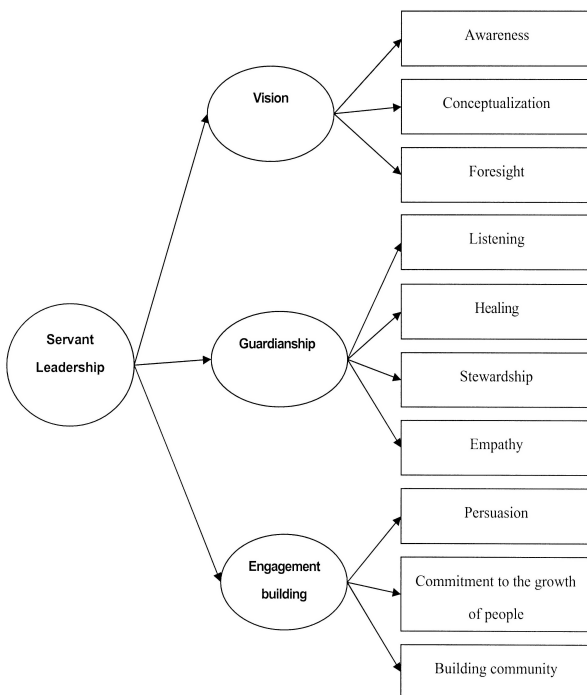 Servant
Leadership
Vision
Awareness
Conceptualization
Foresight
Guardianship
Listening
Healing
Stewardship
Empathy
Engagement
building
Persuasion
Commitment to the growth
of people
Building community